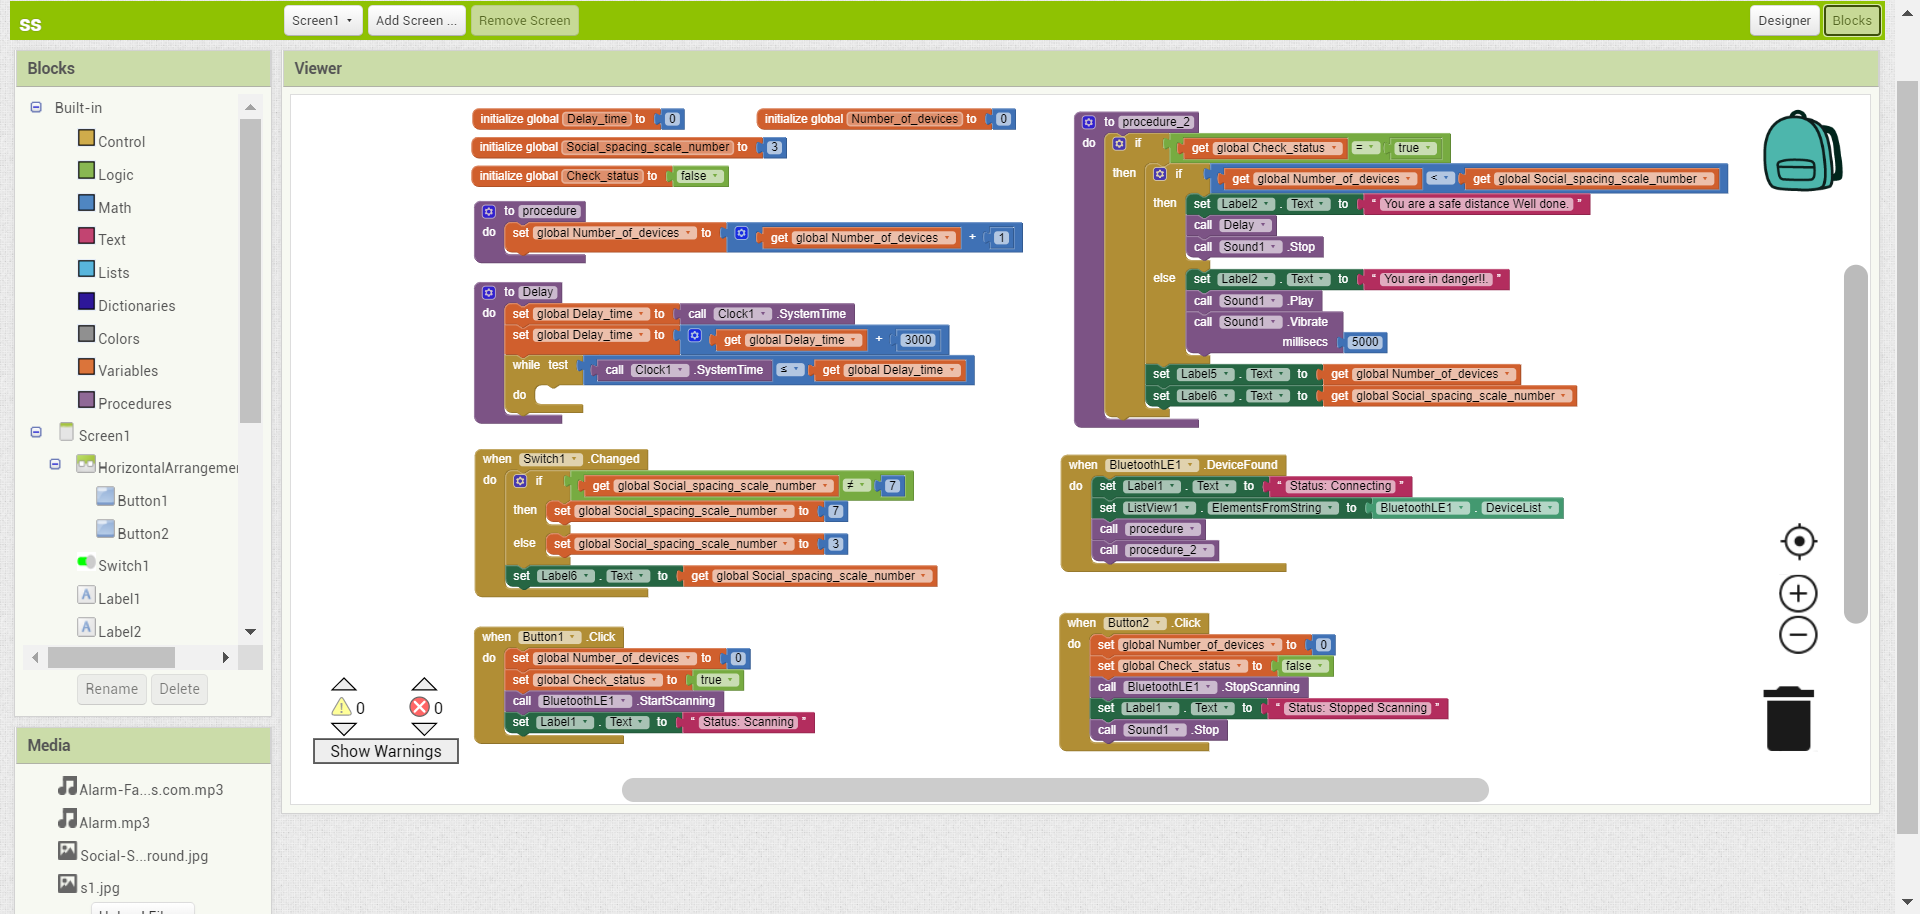 ss
Screen1
Add Screen ...
Remove Screen
Designer
Blocks
Blocks
Built-in
Control
Logic
Math
Text
Lists
Dictionaries
Colors
Variables
Procedures
Screen1
HorizontalArrangemer
Button1
Button2
Switch1
Label1
Label2
Rename
Delete
Media
Alarm-Fa...s.com.mp3
Alarm.mp3
Social-S...round.jpg
s1.jpg
Viewer
initialize global Delay_time to 0
initialize global Number_of_devices to 0
initialize global Social_spacing_scale_number to 3
initialize global Check_status to false
to procedure
do set global Number_of_devices to get global Number_of_devices + 1
to Delay
do set global Delay_time to call Clock1 .SystemTime
set global Delay_time to get global Delay_time + 3000
while test call Clock1 .SystemTime ≤ get global Delay_time
do
when Switch1 .Changed
do if get global Social_spacing_scale_number ≠ 7
then set global Social_spacing_scale_number to 7
else set global Social_spacing_scale_number to 3
set Label6 . Text to get global Social_spacing_scale_number
when Button1 .Click
do set global Number_of_devices to 0
set global Check_status to true
call BluetoothLE1 .StartScanning
set Label1 . Text to " Status: Scanning "
0
0
Show Warnings
to procedure_2
do if get global Check_status = true
then if get global Number_of_devices < get global Social_spacing_scale_number
then set Label2 . Text to " You are a safe distance Well done. "
call Delay
call Sound1 .Stop
else set Label2 . Text to " You are in danger!!. "
call Sound1 .Play
call Sound1 .Vibrate
millisecs 5000
set Label5 . Text to get global Number_of_devices
set Label6 . Text to get global Social_spacing_scale_number
when BluetoothLE1 .DeviceFound
do set Label1 . Text to " Status: Connecting "
set ListView1 . ElementsFromString to BluetoothLE1 . DeviceList
call procedure
call procedure_2
when Button2 .Click
do set global Number_of_devices to 0
set global Check_status to false
call BluetoothLE1 .StopScanning
set Label1 . Text to " Status: Stopped Scanning "
call Sound1 .Stop